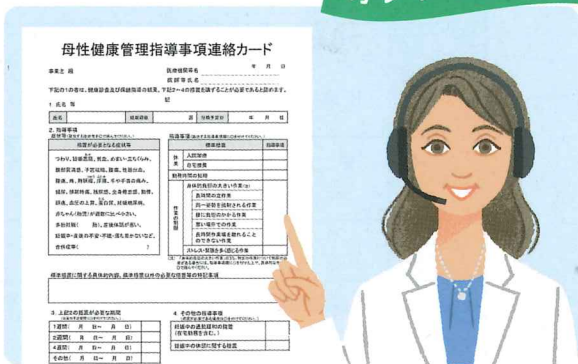 母性健康管理指導事項連絡カード
年 月 日
事業主 殿
医療機関等名
医師等氏名
下記の1の者は、健康診査及び保健指導の結果、下記2~4の措置を講ずることが必要であると認めます。
記
1. 氏名 等
氏名
妊娠週数
週
分娩予定日
年 月 日
2. 指導事項
措置が必要となる症状等
つわり、妊娠悪阻、貧血、めまい・立ちくらみ、
腹部緊満感、子宮収縮、腹痛、性器出血、
腰痛、痔、静脈瘤、浮腫、手や手首の痛み、
頻尿、排尿時痛、残尿感、全身倦怠感、動悸、
頭痛、血圧の上昇、蛋白尿、妊娠糖尿病、
赤ちゃん(胎児)が週数に比べ小さい、
多胎妊娠( 胎)、産後体調が悪い、
妊娠中・産後の不安・不眠・落ち着かないなど、
合併症等( )
標準措置
指導事項
休業
入院加療
自宅療養
勤務時間の短縮
作業の制限
身体的負担の大きい作業(注)
長時間の立作業
同一姿勢を強制される作業
腰に負担のかかる作業
寒い場所での作業
長時間作業場を離れること
のできない作業
ストレス・緊張を多く感じる作業
標準措置に関する具体的内容、標準措置以外の必要な措置等の特記事項
3. 上記2の措置が必要な期間
1週間( 月 日~ 月 日)
2週間( 月 日~ 月 日)
4週間( 月 日~ 月 日)
その他( 月 日~ 月 日)
4. その他の指導事項
妊娠中の通勤緩和の措置
(在宅勤務を含む。)
妊娠中の休憩に関する措置